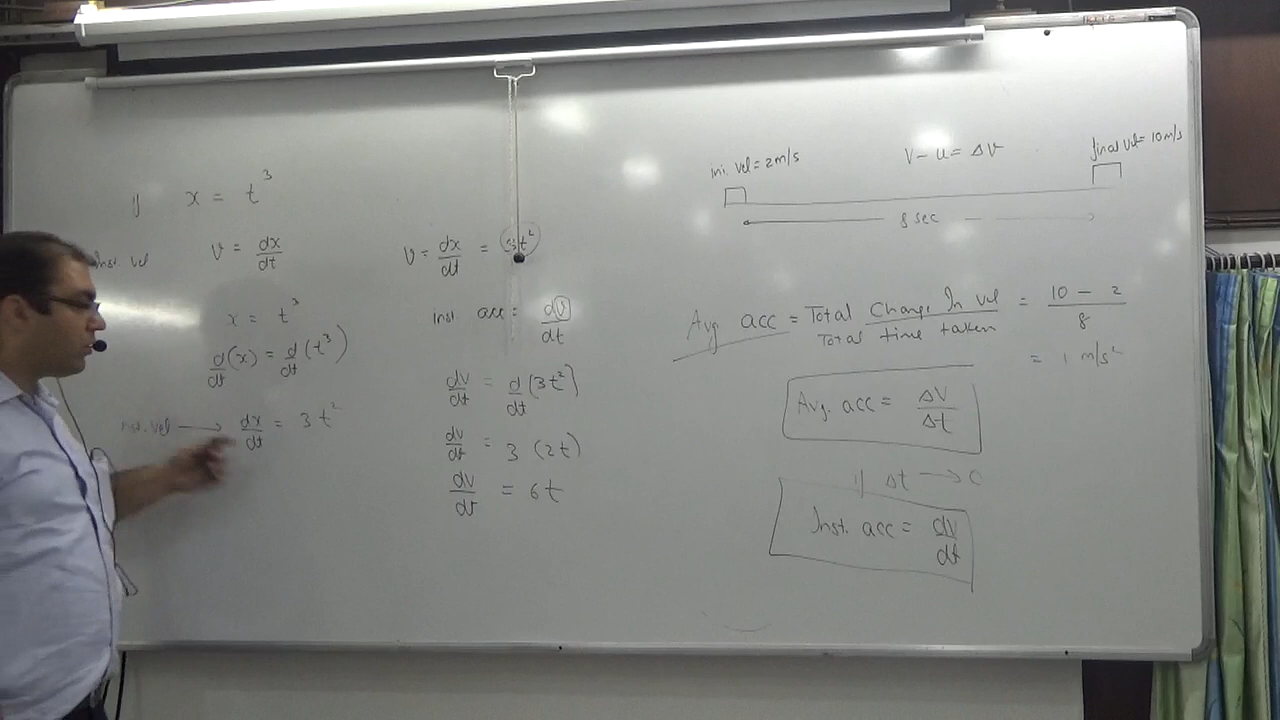 If x = t³
Inst. vel V = dx/dt
x = t³
d/dt (x) = d/dt (t³)
Inst. vel → dx/dt = 3t²
V = dx/dt = 3t²
Inst acc = dv/dt
dv/dt = d/dt (3t²)
dv/dt = 3 (2t)
dv/dt = 6t
ini. vel = 2m/s
V - u = Δv
final vel = 10m/s
8 sec
Avg acc = Total Change In vel / Total time taken = 10 - 2 / 8
= 1 m/s²
Avg. acc = ΔV/Δt
If Δt → 0
Inst. acc = dv/dt